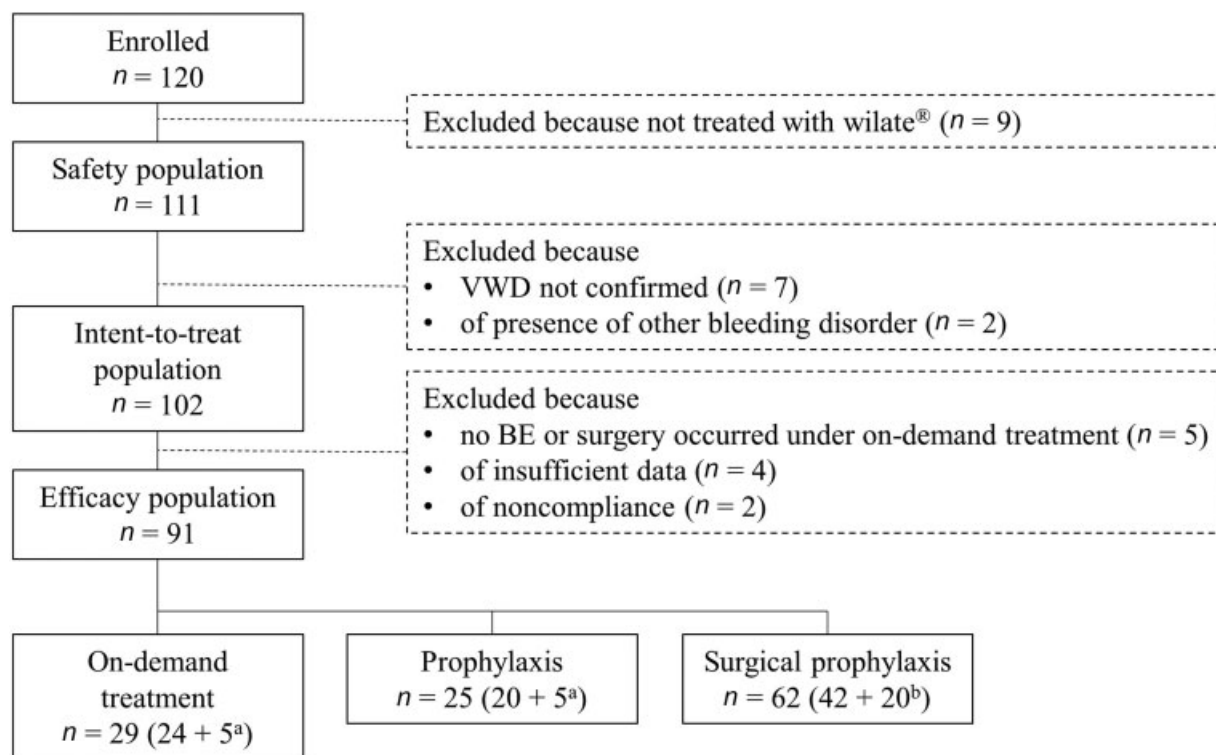 Enrolled
n = 120
Excluded because not treated with wilate® (n = 9)
Safety population
n = 111
Excluded because
• VWD not confirmed (n = 7)
• of presence of other bleeding disorder (n = 2)
Intent-to-treat
population
n = 102
Excluded because
• no BE or surgery occurred under on-demand treatment (n = 5)
• of insufficient data (n = 4)
• of noncompliance (n = 2)
Efficacy population
n = 91
On-demand
treatment
n = 29 (24 + 5ᵃ)
Prophylaxis
n = 25 (20 + 5ᵃ)
Surgical prophylaxis
n = 62 (42 + 20ᵇ)